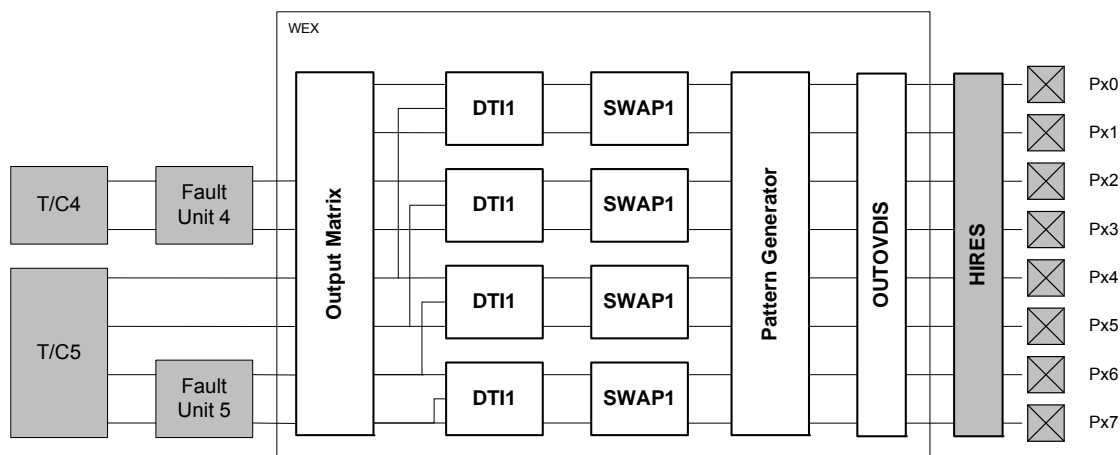 WEX
Output Matrix
DTI1
SWAP1
DTI1
SWAP1
DTI1
SWAP1
DTI1
SWAP1
Pattern Generator
OUTOVDIS
HIRES
T/C4
Fault
Unit 4
T/C5
Fault
Unit 5
Px0
Px1
Px2
Px3
Px4
Px5
Px6
Px7